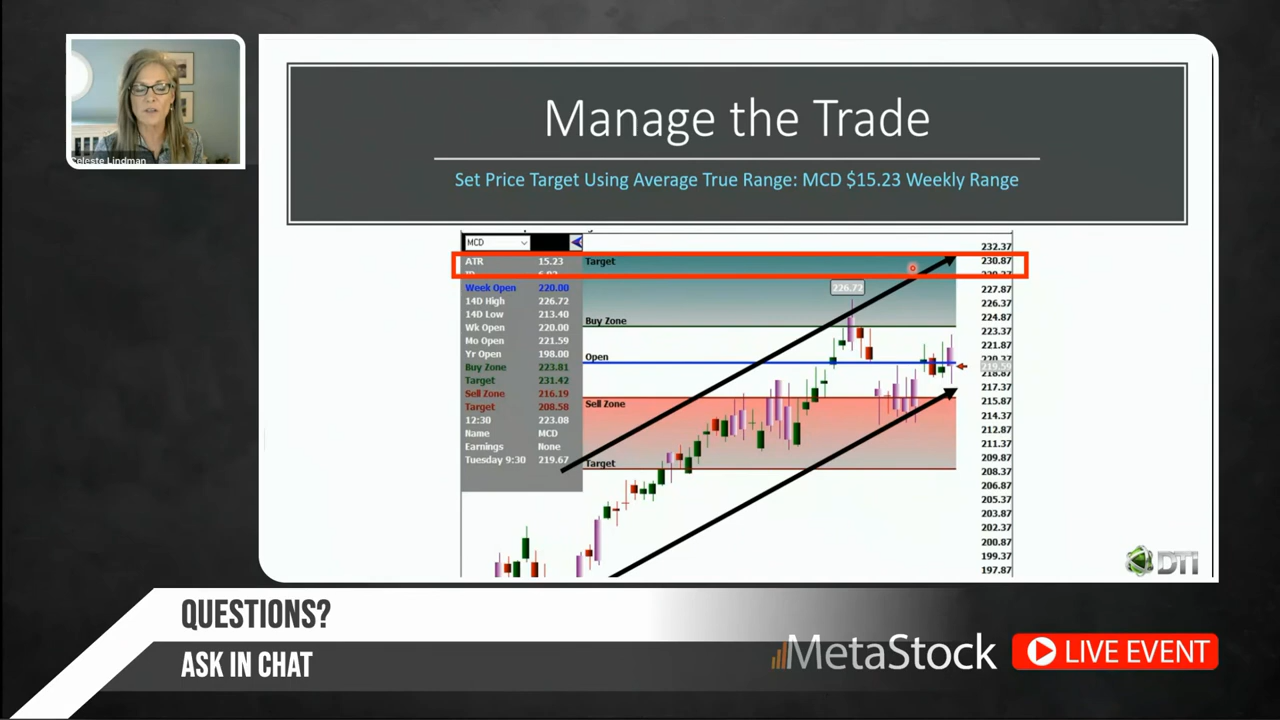 Celeste Lindman
Manage the Trade
Set Price Target Using Average True Range: MCD $15.23 Weekly Range
MCD
ATR 15.23
Week Open 220.00
14D High 226.72
14D Low 213.40
Wk Open 220.00
Mo Open 221.59
Yr Open 198.00
Buy Zone 223.81
Target 231.42
Sell Zone 216.19
Target 208.58
12:30 223.08
Name MCD
Earnings None
Tuesday 9:30 219.67
Target
226.72
Buy Zone
Open
Sell Zone
Target
232.37
230.87
227.87
226.37
224.87
223.37
221.87
220.37
219.59
218.87
217.37
215.87
214.37
212.87
211.37
209.87
208.37
206.87
205.37
203.87
202.37
200.87
199.37
197.87
DTI
QUESTIONS?
ASK IN CHAT
MetaStock
LIVE EVENT